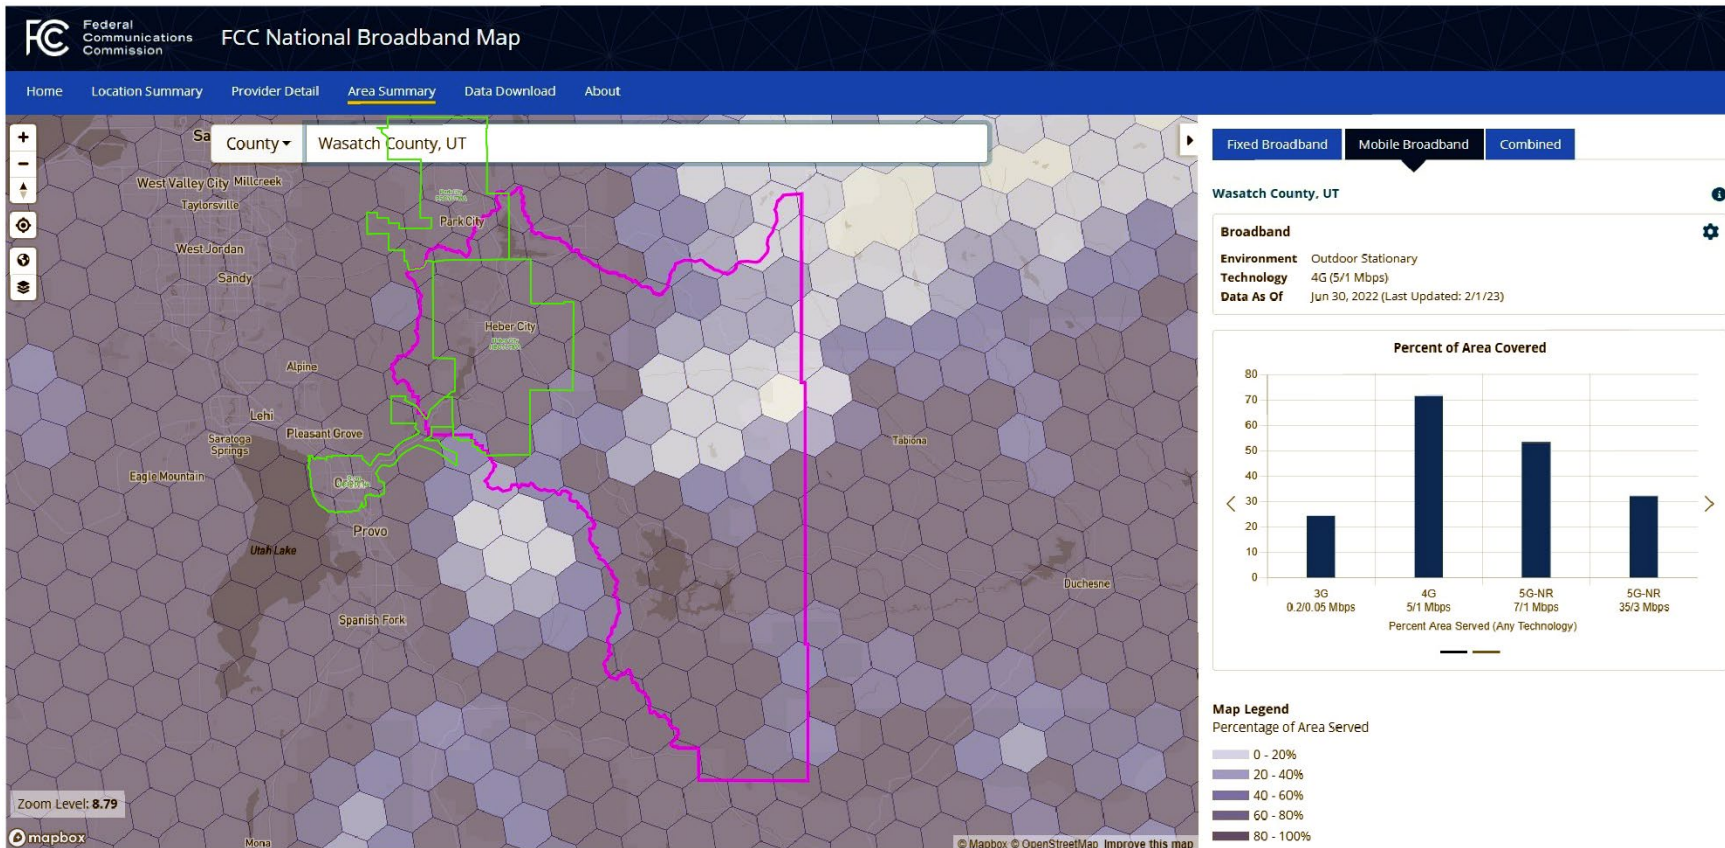 FCC
Federal
Communications
Commission
FCC National Broadband Map
Home
Location Summary
Provider Detail
Area Summary
Data Download
About
County
Wasatch County, UT
Sa
West Valley City
Millcreek
Taylorsville
West Jordan
Sandy
Park City
Heber City
Alpine
Lehi
Pleasant Grove
Saratoga
Springs
Eagle Mountain
Provo
Utah Lake
Spanish Fork
Tabiona
Duchesne
Mona
Zoom Level: 8.79
mapbox
© Mapbox © OpenStreetMap Improve this map
Fixed Broadband
Mobile Broadband
Combined
Wasatch County, UT
Broadband
Environment Outdoor Stationary
Technology 4G (5/1 Mbps)
Data As Of Jun 30, 2022 (Last Updated: 2/1/23)
Percent of Area Covered
80
70
60
50
40
30
20
10
0
3G
0.2/0.05 Mbps
4G
5/1 Mbps
5G-NR
7/1 Mbps
5G-NR
35/3 Mbps
Percent Area Served (Any Technology)
Map Legend
Percentage of Area Served
0 - 20%
20 - 40%
40 - 60%
60 - 80%
80 - 100%